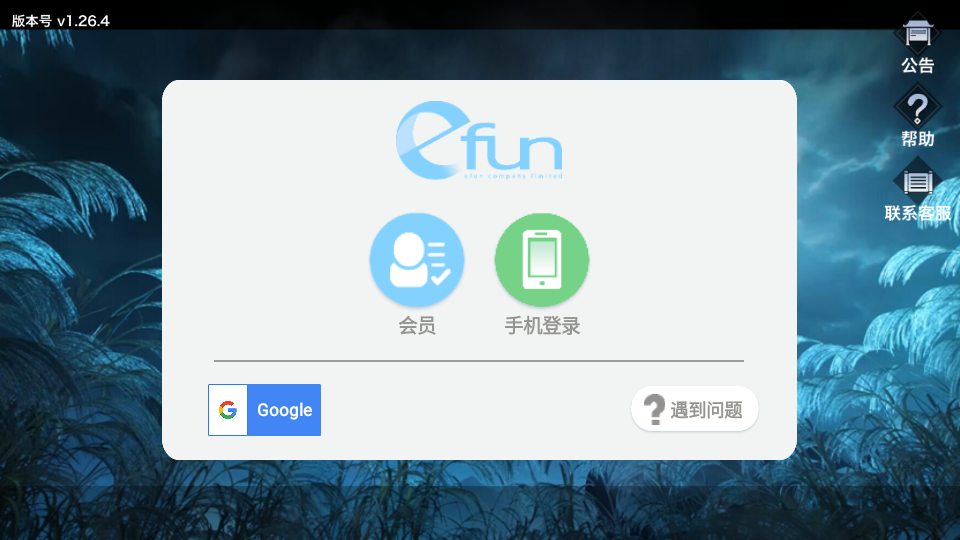 版本号 v1.26.4
公告
帮助
联系客服
efun
efun company limited
会员
手机登录
Google
遇到问题